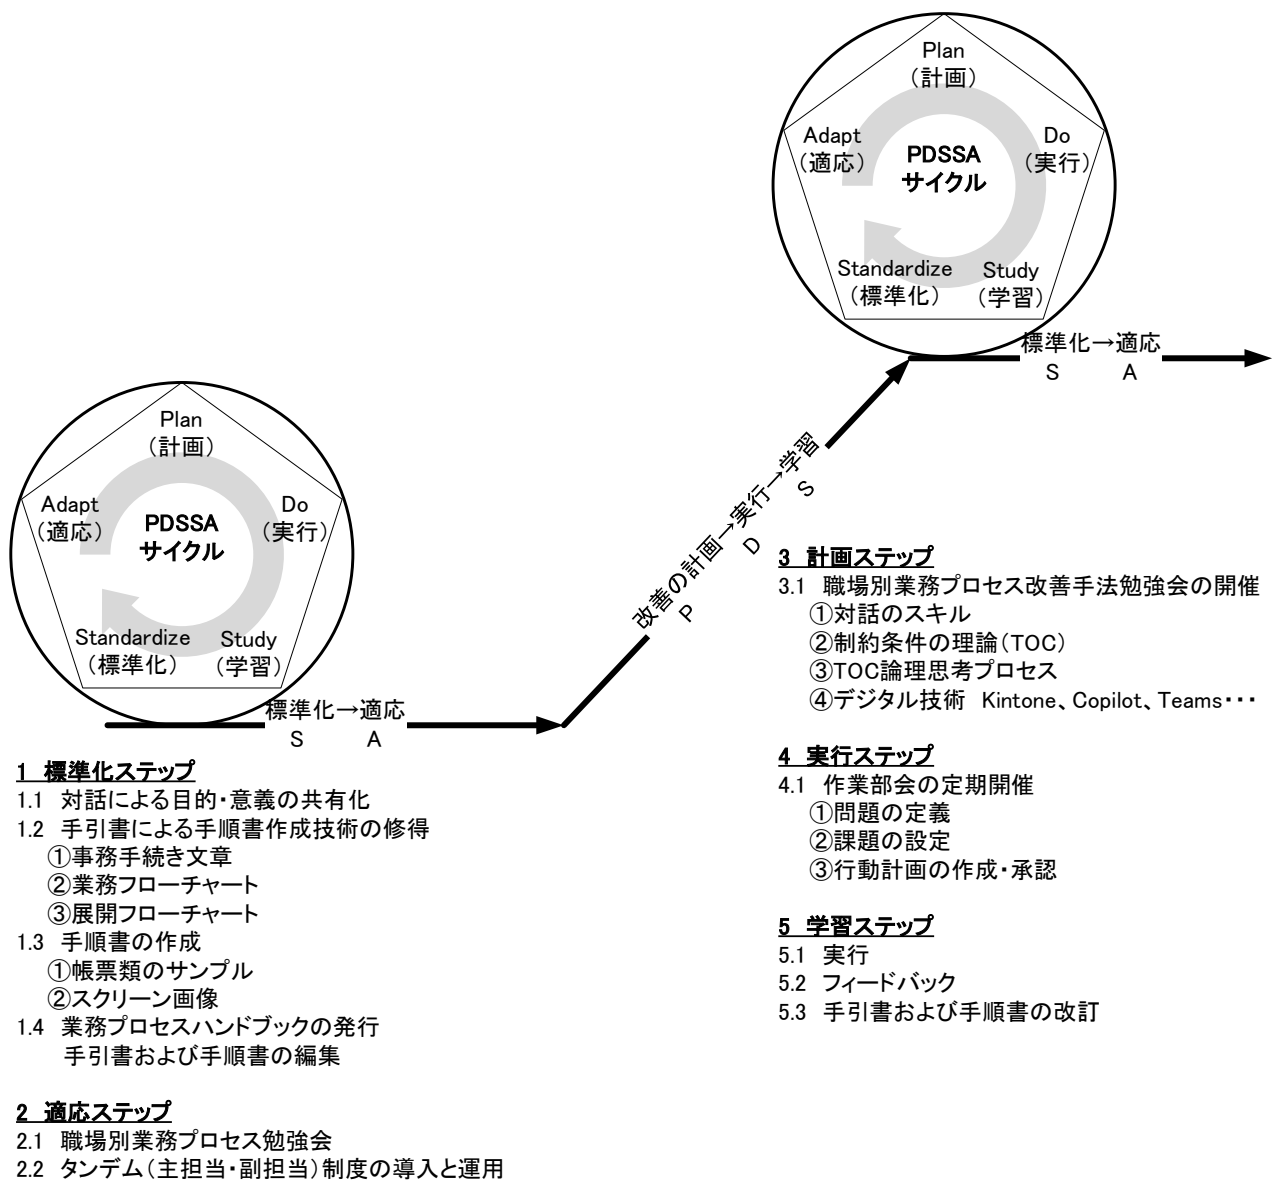 Plan
（計画）
Adapt
（適応）
Do
（実行）
PDSSA
サイクル
Standardize
（標準化）
Study
（学習）
標準化→適応
S A
Plan
（計画）
Adapt
（適応）
Do
（実行）
PDSSA
サイクル
Standardize
（標準化）
Study
（学習）
標準化→適応
S A
改善の計画→実行→学習
P D S
1 標準化ステップ
1.1 対話による目的・意義の共有化
1.2 手引書による手順書作成技術の修得
①事務手続き文章
②業務フローチャート
③展開フローチャート
1.3 手順書の作成
①帳票類のサンプル
②スクリーン画像
1.4 業務プロセスハンドブックの発行
手引書および手順書の編集
2 適応ステップ
2.1 職場別業務プロセス勉強会
2.2 タンデム（主担当・副担当）制度の導入と運用
3 計画ステップ
3.1 職場別業務プロセス改善手法勉強会の開催
①対話のスキル
②制約条件の理論（TOC）
③TOC論理思考プロセス
④デジタル技術 Kintone、Copilot、Teams・・・
4 実行ステップ
4.1 作業部会の定期開催
①問題の定義
②課題の設定
③行動計画の作成・承認
5 学習ステップ
5.1 実行
5.2 フィードバック
5.3 手引書および手順書の改訂